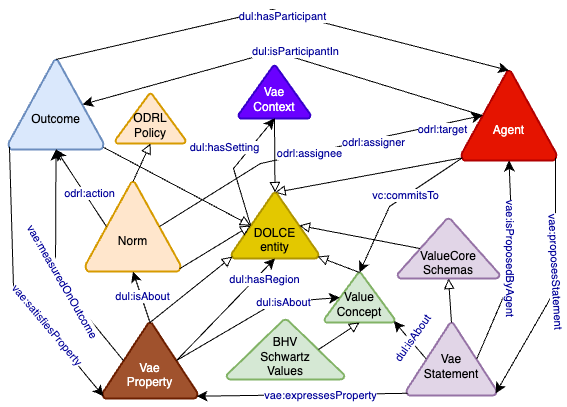 dul:hasParticipant
dul:isParticipantIn
Outcome
ODRL
Policy
Vae
Context
Agent
odrl:assigner
odrl:target
dul:hasSetting
odrl:assignee
odrl:action
vc:commitsTo
Norm
DOLCE
entity
ValueCore
Schemas
vae:measuredOnOutcome
vae:satisfiesProperty
vae:isProposedByAgent
vae:proposesStatement
dul:hasRegion
dul:isAbout
dul:isAbout
Value
Concept
dul:isAbout
Vae
Property
BHV
Schwartz
Values
Vae
Statement
vae:expressesProperty